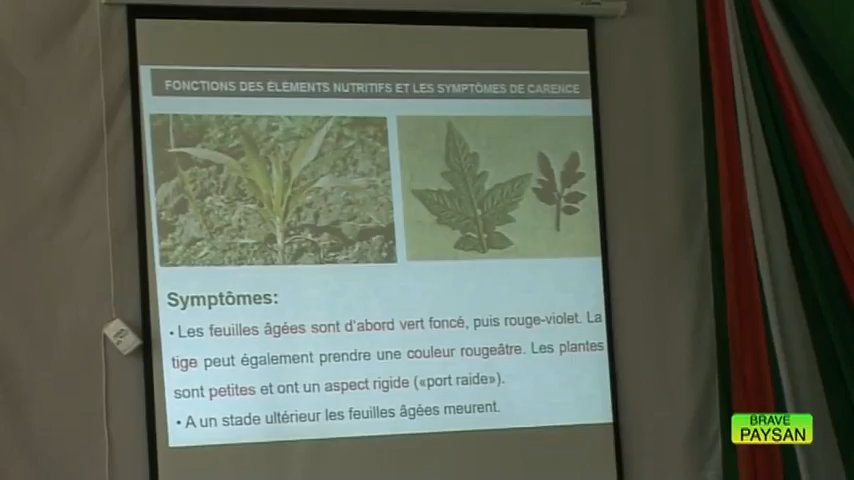 FONCTIONS DES ÉLÉMENTS NUTRITIFS ET LES SYMPTÔMES DE CARENCE
Symptômes:
• Les feuilles âgées sont d'abord vert foncé, puis rouge-violet. La
tige peut également prendre une couleur rougeâtre. Les plantes
sont petites et ont un aspect rigide («port raide»).
• A un stade ultérieur les feuilles âgées meurent.
BRAVE
PAYSAN